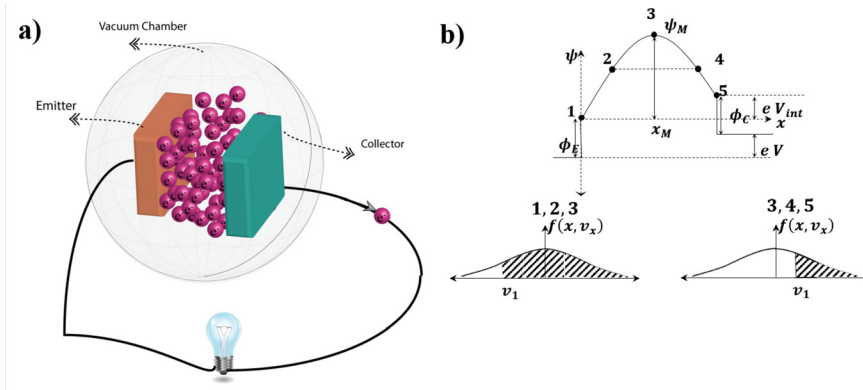 a)
Vacuum Chamber
Emitter
Collector
e⁻
b)
3
ψ
ψ_M
2
4
1
5
x_M
x
ϕ_E
ϕ_C
e V_int
e V
1, 2, 3
f(x, v_x)
v_1
3, 4, 5
f(x, v_x)
v_1